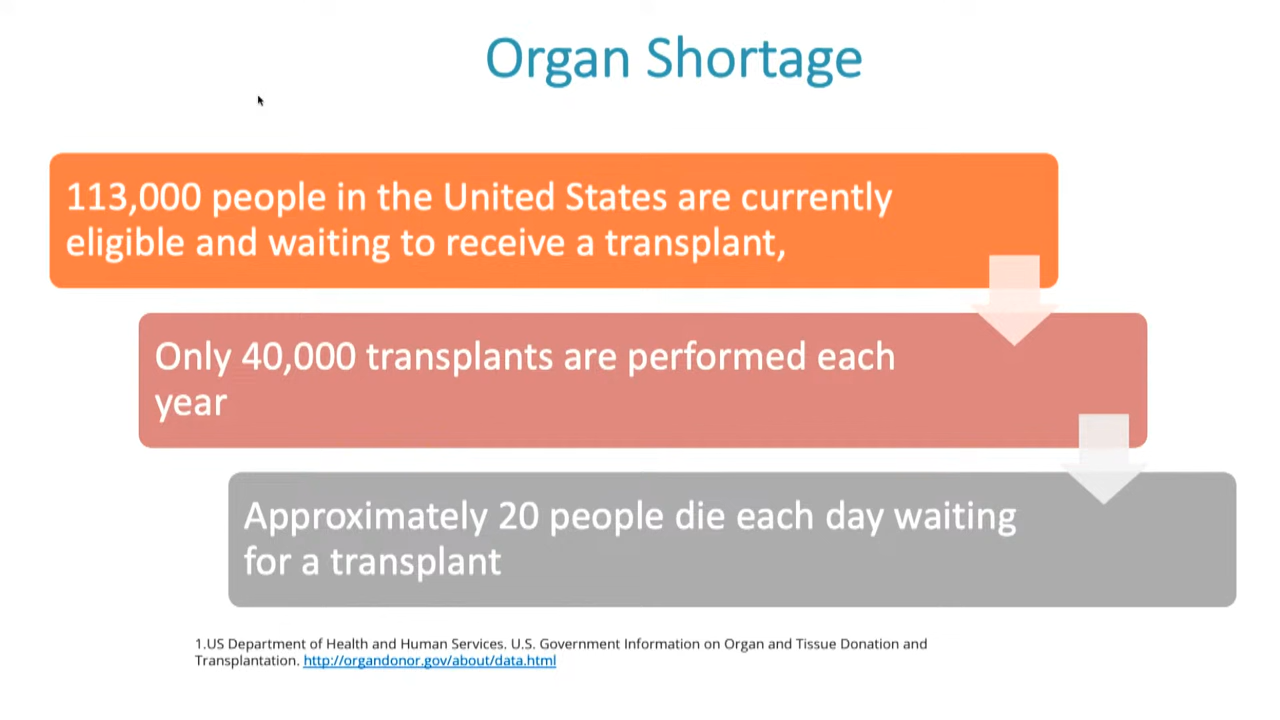 Organ Shortage
113,000 people in the United States are currently
eligible and waiting to receive a transplant,
Only 40,000 transplants are performed each
year
Approximately 20 people die each day waiting
for a transplant
1.US Department of Health and Human Services. U.S. Government Information on Organ and Tissue Donation and
Transplantation. http://organdonor.gov/about/data.html